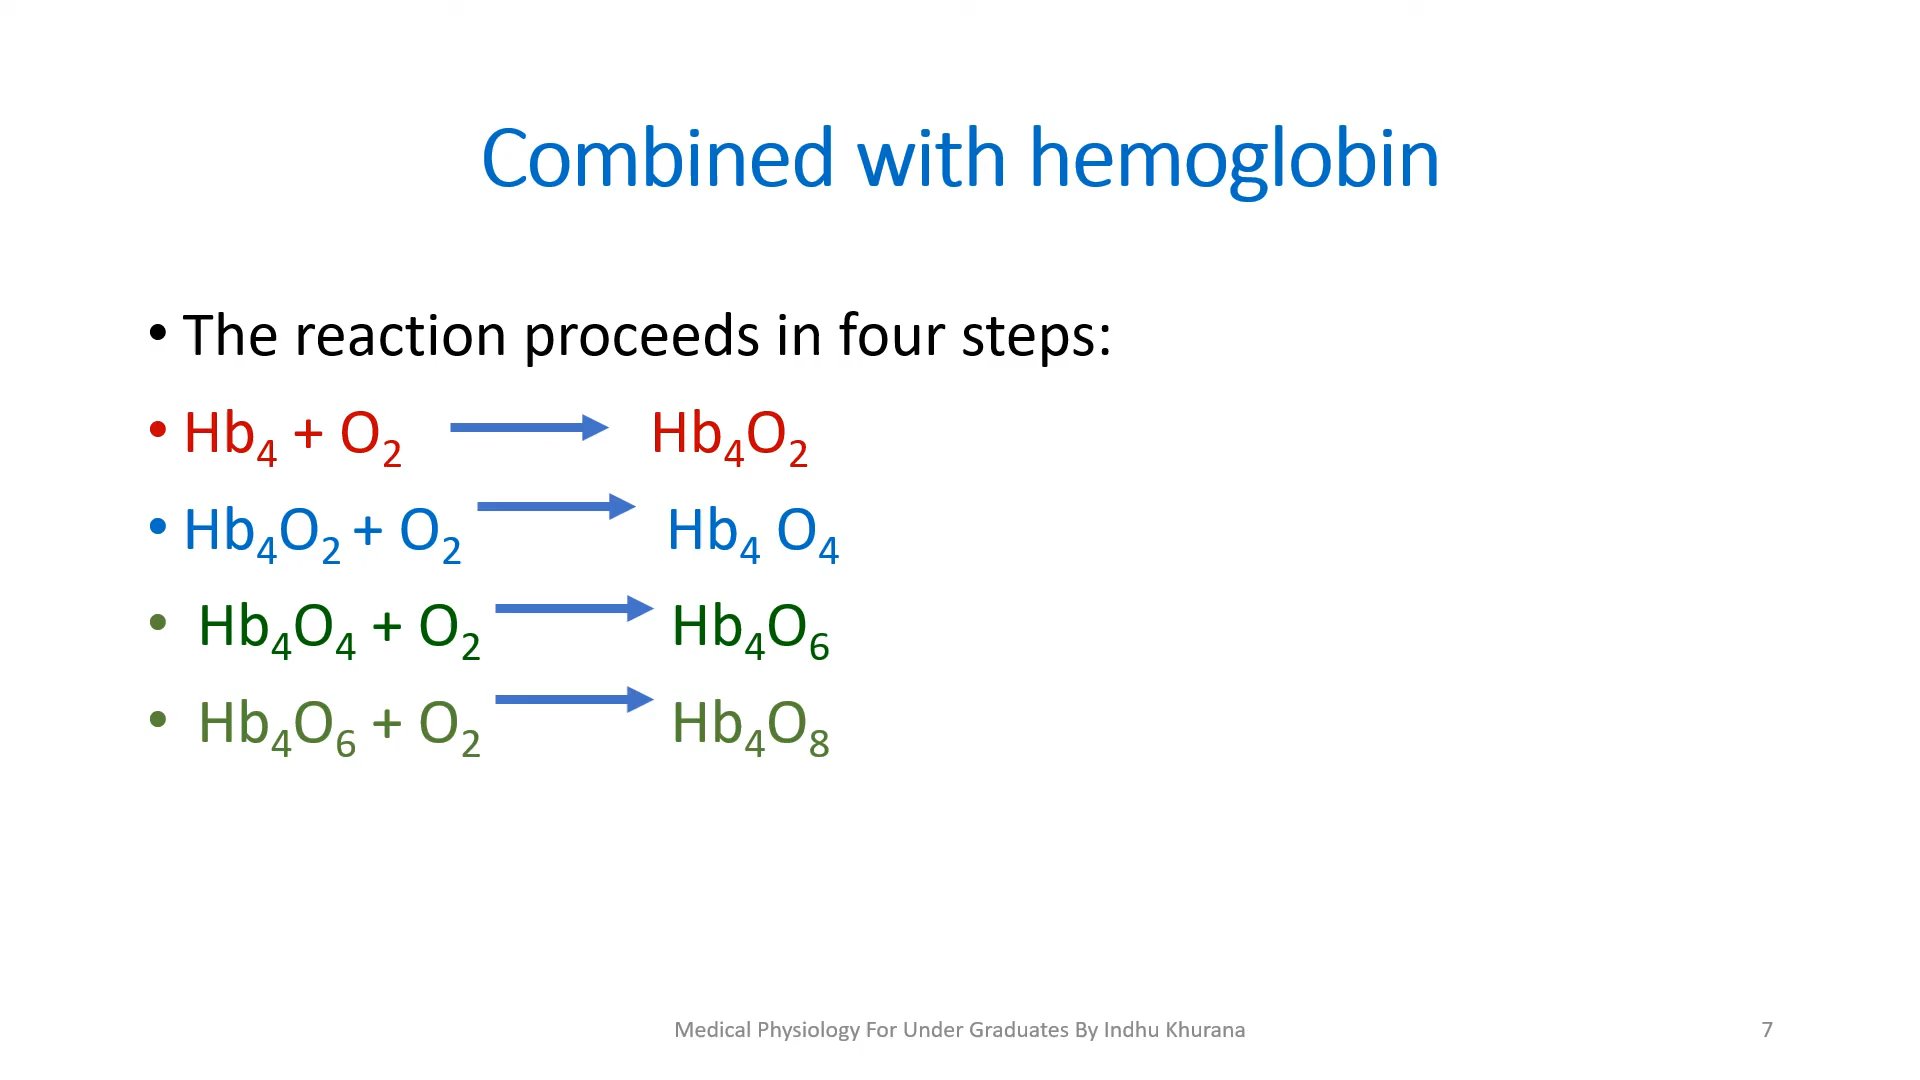 Combined with hemoglobin
• The reaction proceeds in four steps:
• Hb₄ + O₂ → Hb₄O₂
• Hb₄O₂ + O₂ → Hb₄ O₄
• Hb₄O₄ + O₂ → Hb₄O₆
• Hb₄O₆ + O₂ → Hb₄O₈
Medical Physiology For Under Graduates By Indhu Khurana 7